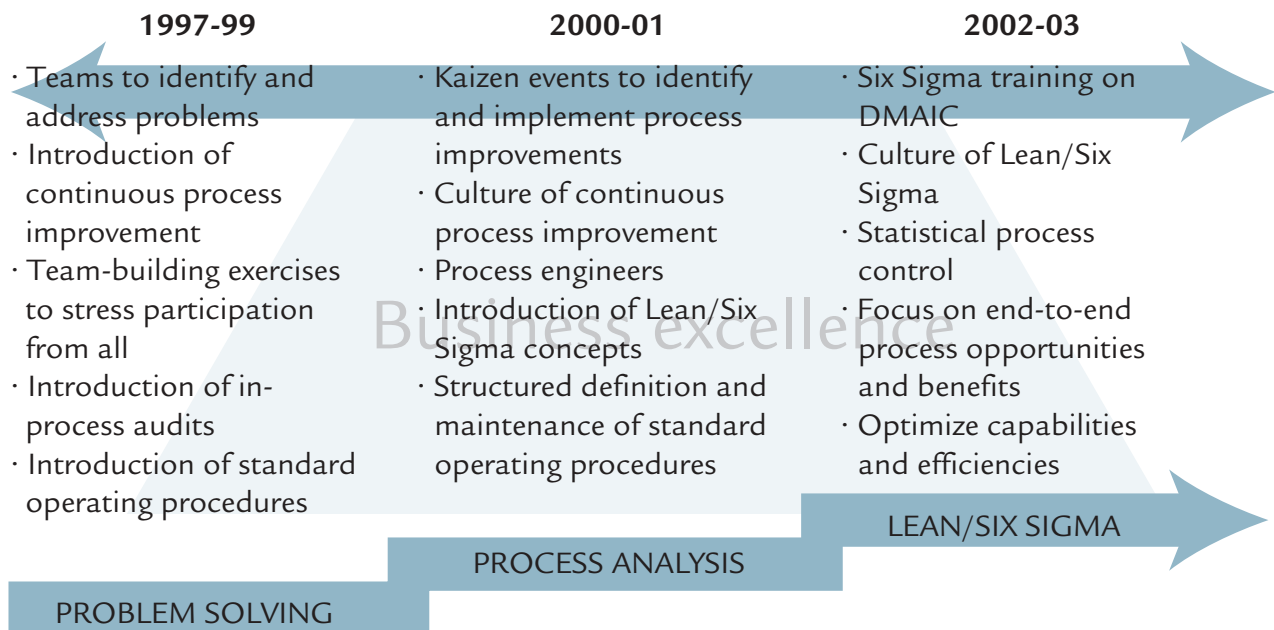 1997-99
· Teams to identify and
address problems
· Introduction of
continuous process
improvement
· Team-building exercises
to stress participation
from all
· Introduction of in-
process audits
· Introduction of standard
operating procedures
2000-01
· Kaizen events to identify
and implement process
improvements
· Culture of continuous
process improvement
· Process engineers
· Introduction of Lean/Six
Sigma concepts
· Structured definition and
maintenance of standard
operating procedures
2002-03
· Six Sigma training on
DMAIC
· Culture of Lean/Six
Sigma
· Statistical process
control
· Focus on end-to-end
process opportunities
and benefits
· Optimize capabilities
and efficiencies
Business excellence
PROBLEM SOLVING
PROCESS ANALYSIS
LEAN/SIX SIGMA